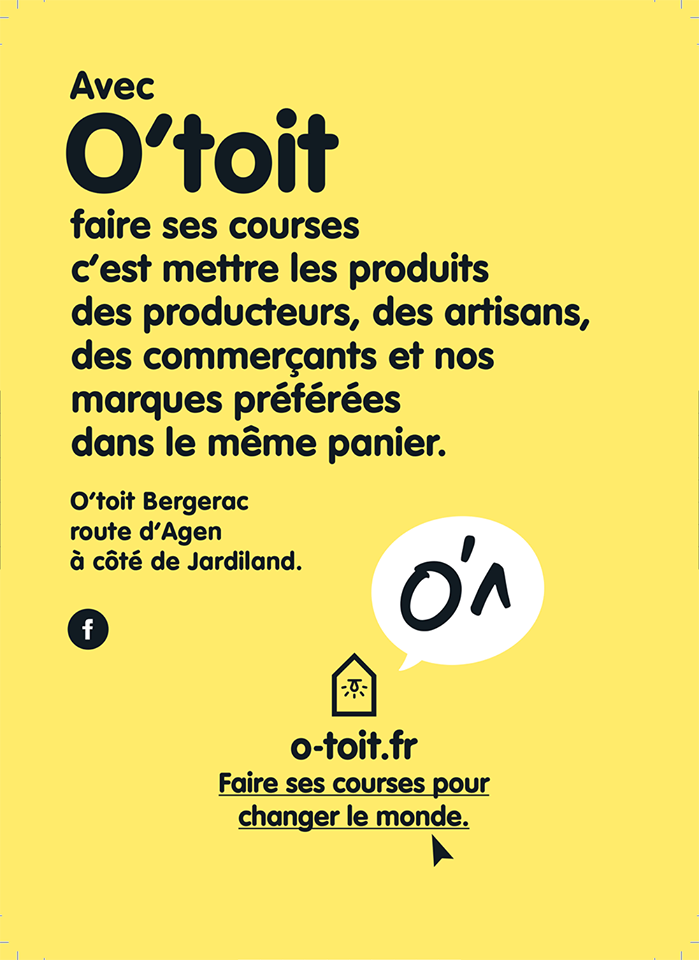 Avec
O'toit
faire ses courses
c'est mettre les produits
des producteurs, des artisans,
des commerçants et nos
marques préférées
dans le même panier.
O'toit Bergerac
route d'Agen
à côté de Jardiland.
O'^
f
o-toit.fr
Faire ses courses pour
changer le monde.